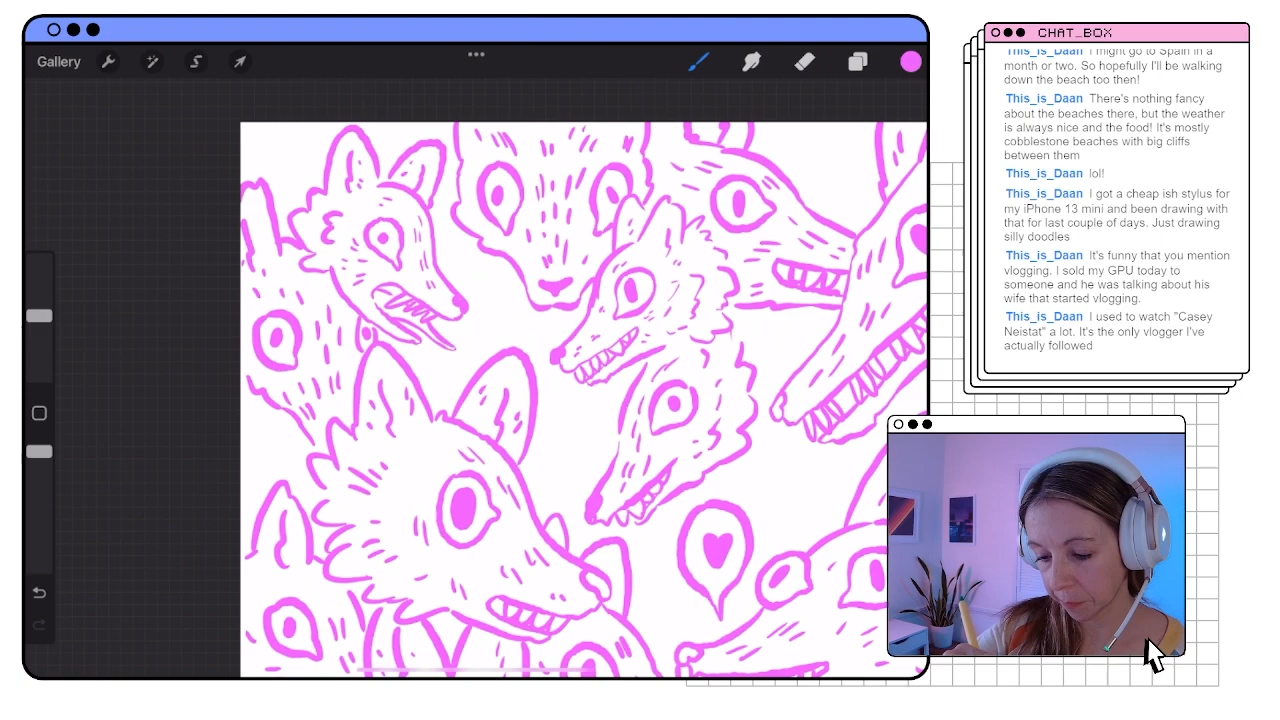 Gallery
CHAT_BOX
This_is_Daan I might go to Spain in a
month or two. So hopefully I'll be walking
down the beach too then!
This_is_Daan There's nothing fancy
about the beaches there, but the weather
is always nice and the food! It's mostly
cobblestone beaches with big cliffs
between them
This_is_Daan lol!
This_is_Daan I got a cheap ish stylus for
my iPhone 13 mini and been drawing with
that for last couple of days. Just drawing
silly doodles
This_is_Daan It's funny that you mention
vlogging. I sold my GPU today to
someone and he was talking about his
wife that started vlogging.
This_is_Daan I used to watch "Casey
Neistat" a lot. It's the only vlogger I've
actually followed